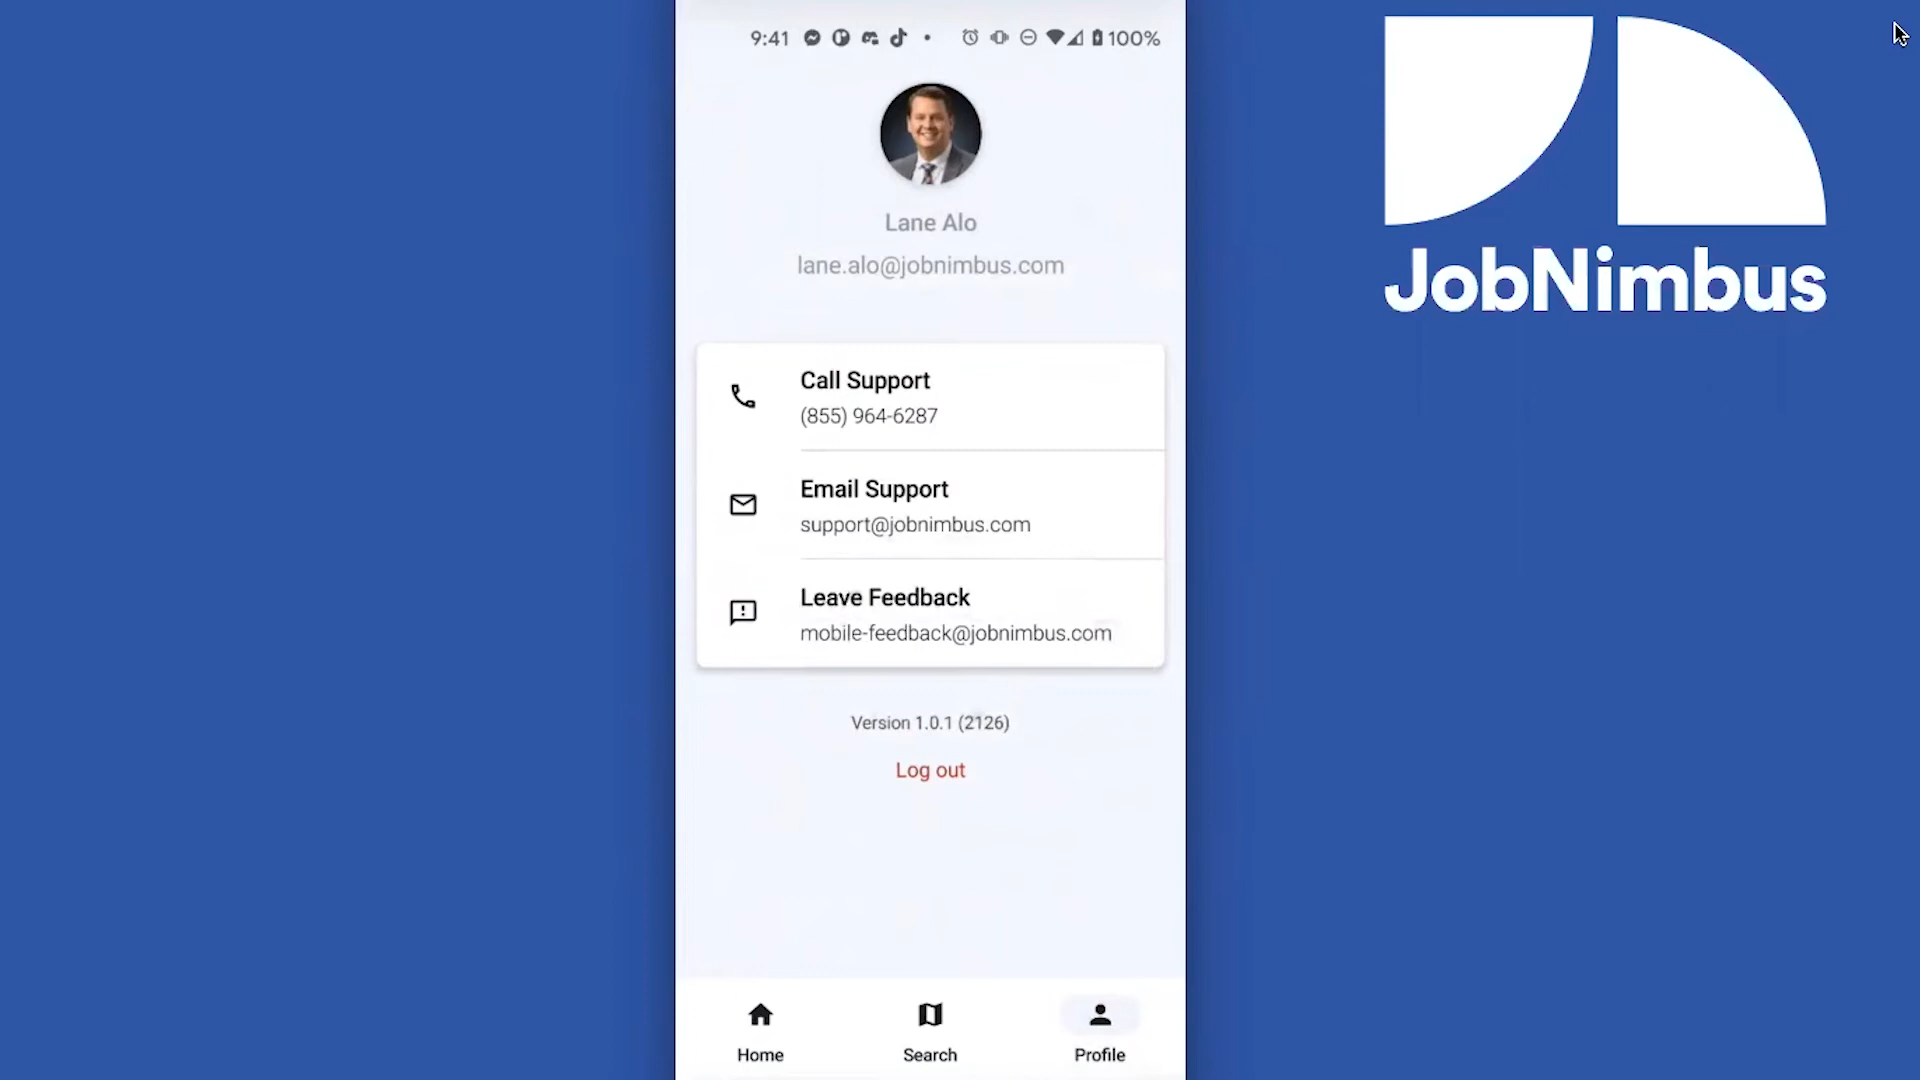 9:41
100%
JobNimbus
Lane Alo
lane.alo@jobnimbus.com
Call Support
(855) 964-6287
Email Support
support@jobnimbus.com
Leave Feedback
mobile-feedback@jobnimbus.com
Version 1.0.1 (2126)
Log out
Home
Search
Profile